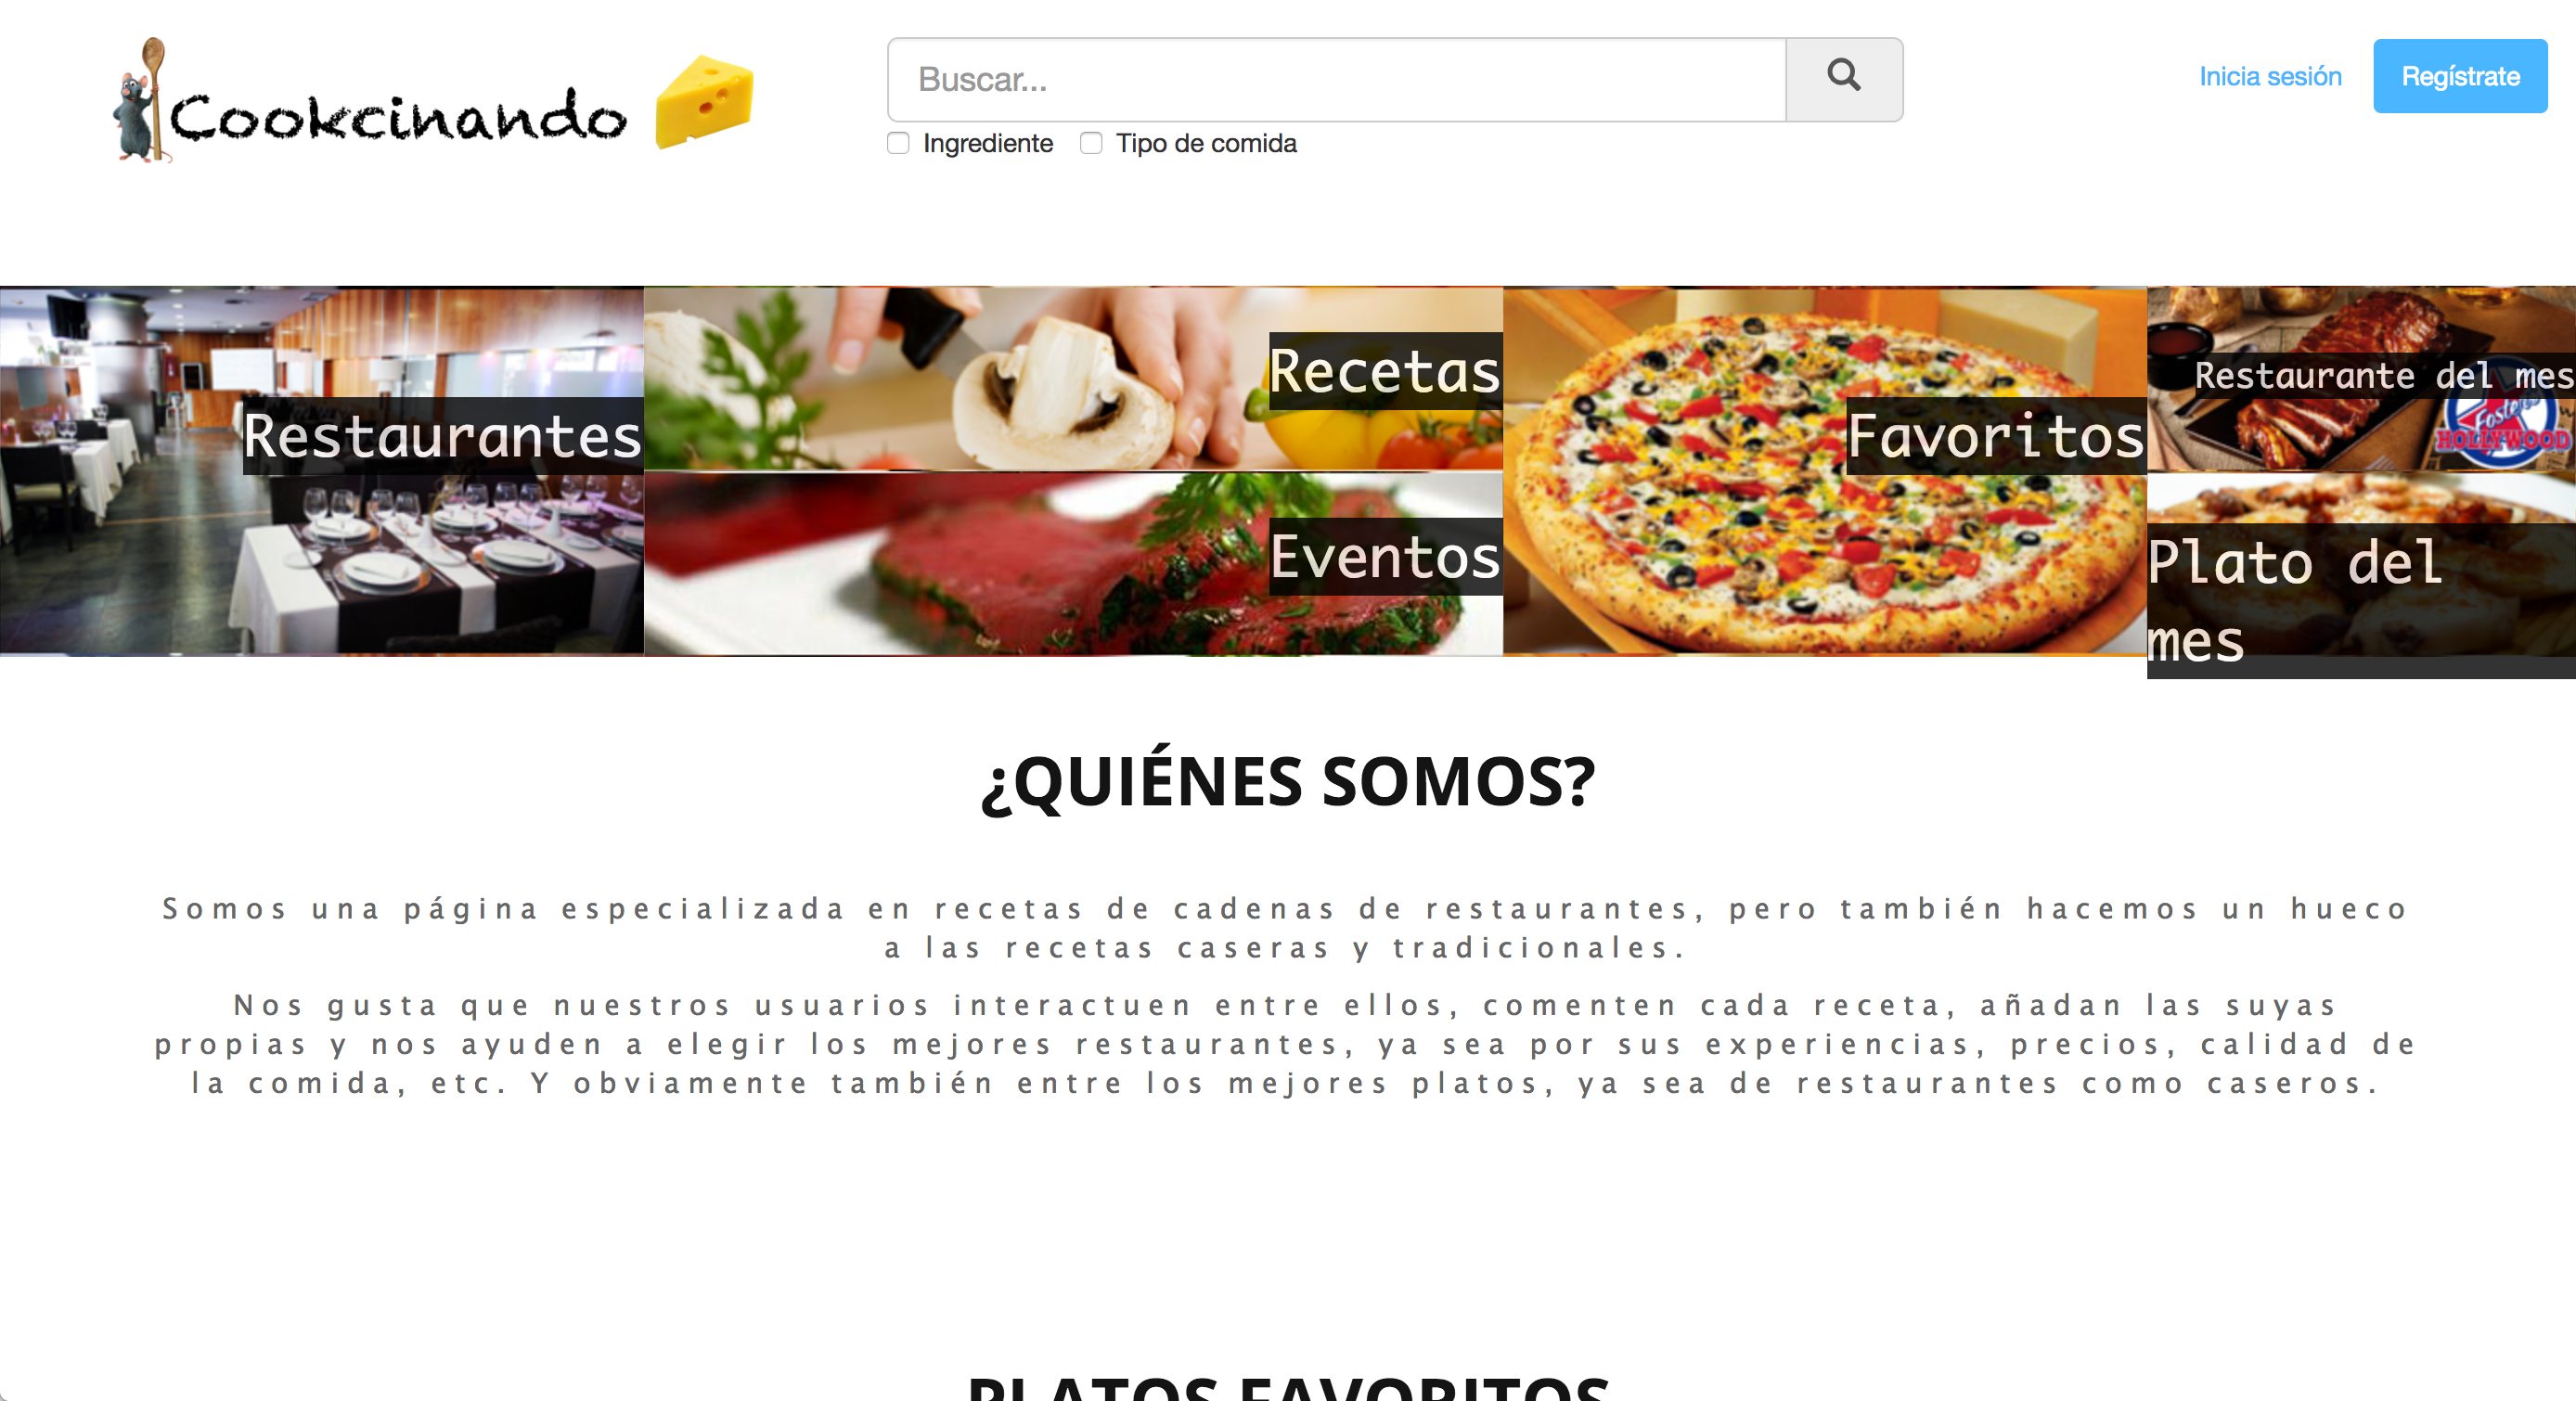 Cookcinando
Buscar...
Inicia sesión
Regístrate
Ingrediente
Tipo de comida
Restaurantes
Recetas
Eventos
Favoritos
Restaurante del mes
Foster's
HOLLYWOOD
Plato del
mes
¿QUIÉNES SOMOS?
Somos una página especializada en recetas de cadenas de restaurantes, pero también hacemos un hueco
a las recetas caseras y tradicionales.
Nos gusta que nuestros usuarios interactuen entre ellos, comenten cada receta, añadan las suyas
propias y nos ayuden a elegir los mejores restaurantes, ya sea por sus experiencias, precios, calidad de
la comida, etc. Y obviamente también entre los mejores platos, ya sea de restaurantes como caseros.
PLATOS FAVORITOS